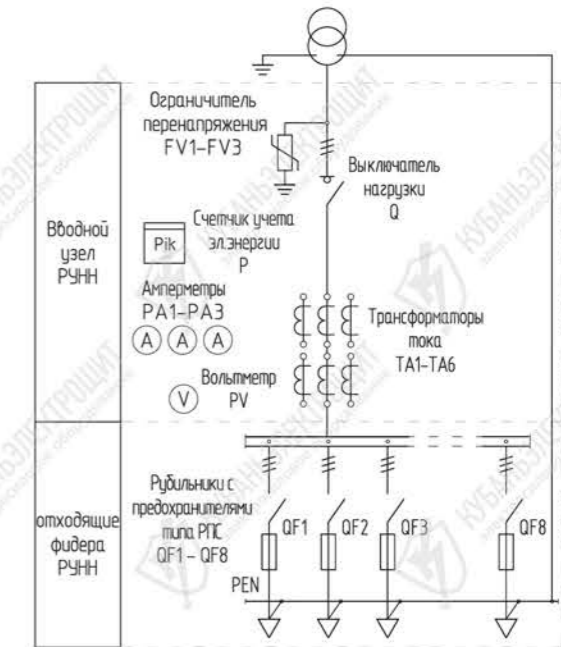 Ограничитель
перенапряжения
FV1-FV3
Выключатель
нагрузки
Q
Вводной
узел
РУНН
Счетчик учета
эл.энергии
P
Pik
Амперметры
PA1-PA3
A A A
Трансформаторы
тока
TA1-TA6
Вольтметр
PV
V
Рубильники с
предохранителями
типа РПС
QF1 - QF8
QF1 QF2 QF3 QF8
отходящие
фидера
РУНН
PEN
КУБАНЬЭЛЕКТРОЩИТ